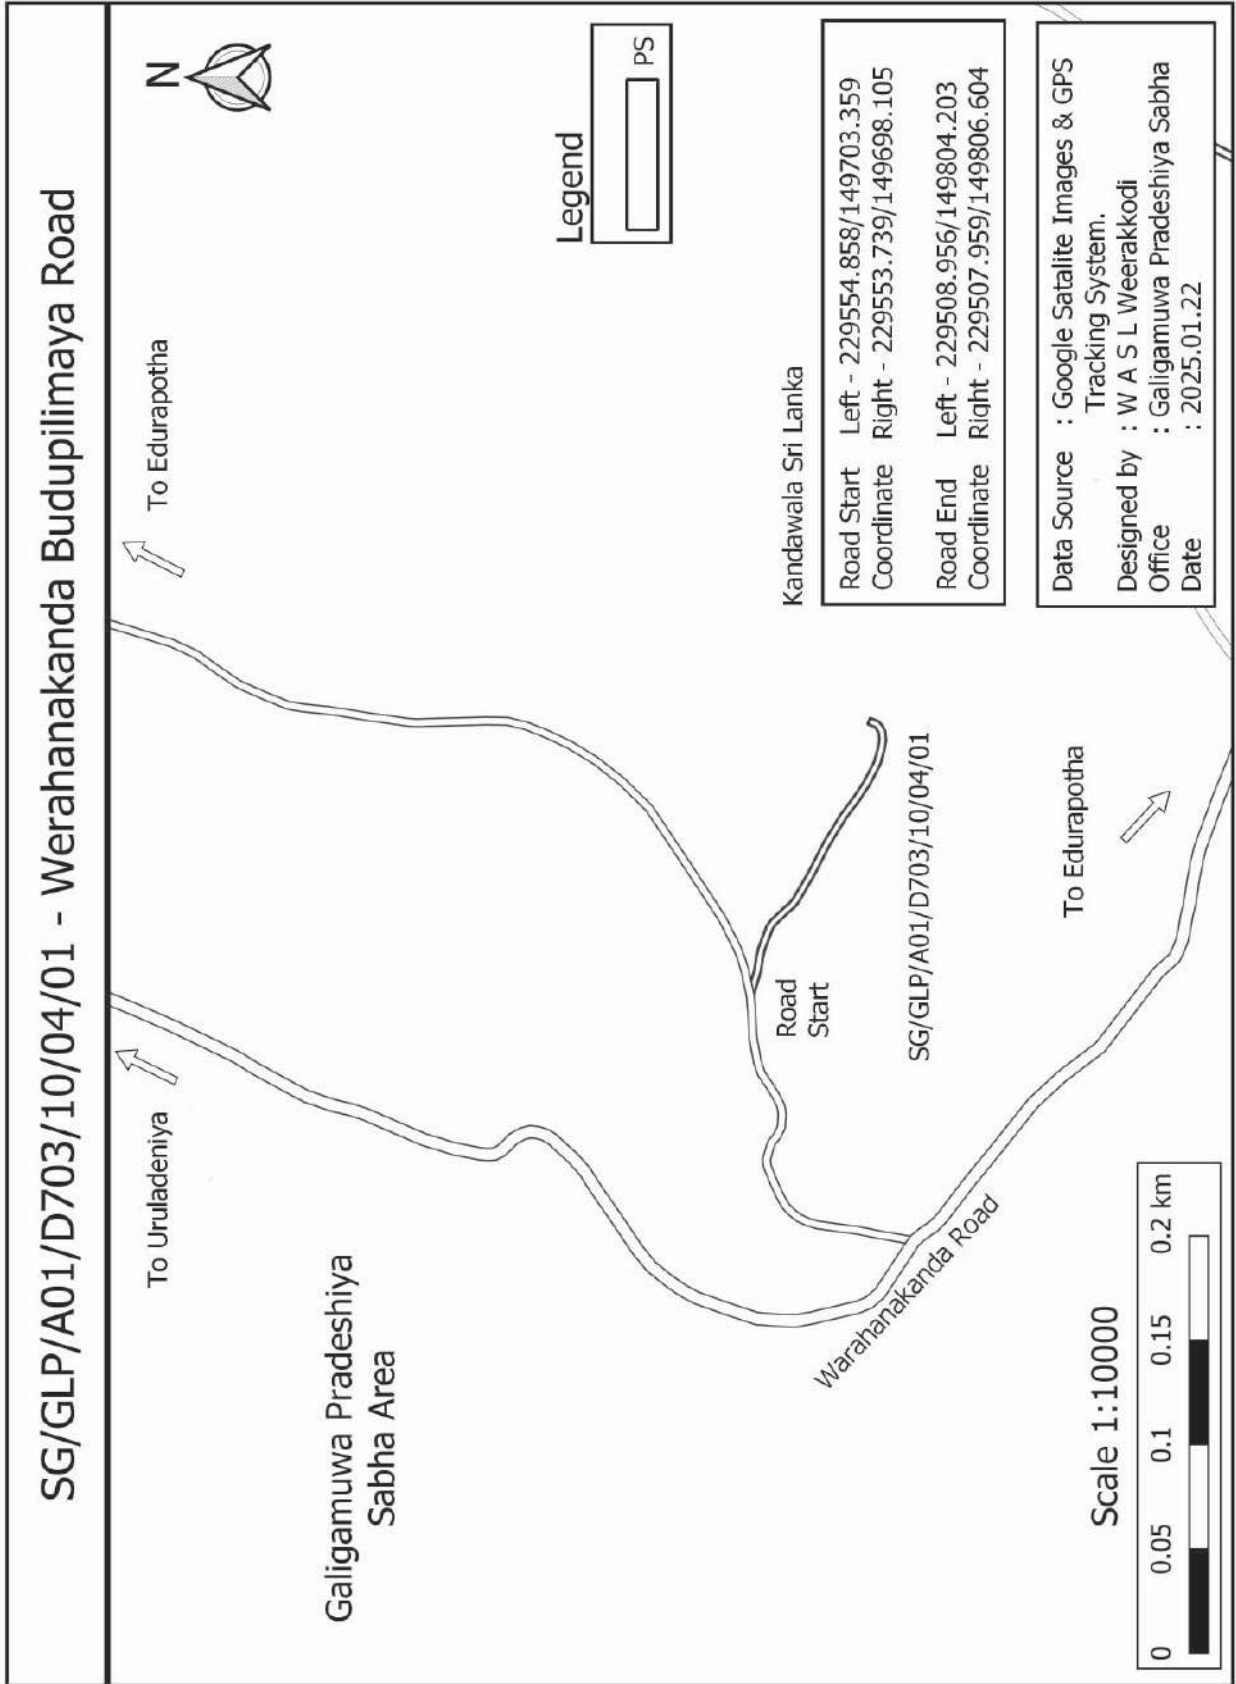 SG/GLP/A01/D703/10/04/01 - Werahanakanda Budupilimaya Road
N
To Uruladeniya
To Edurapotha
Galigamuwa Pradeshiya
Sabha Area
Legend
PS
Road
Start
SG/GLP/A01/D703/10/04/01
Warahanakanda Road
To Edurapotha
Kandawala Sri Lanka
Road Start Left - 229554.858/149703.359
Coordinate Right - 229553.739/149698.105
Road End Left - 229508.956/149804.203
Coordinate Right - 229507.959/149806.604
Data Source : Google Satalite Images & GPS
Tracking System.
Designed by : W A S L Weerakkodi
Office : Galigamuwa Pradeshiya Sabha
Date : 2025.01.22
Scale 1:10000
0 0.05 0.1 0.15 0.2 km